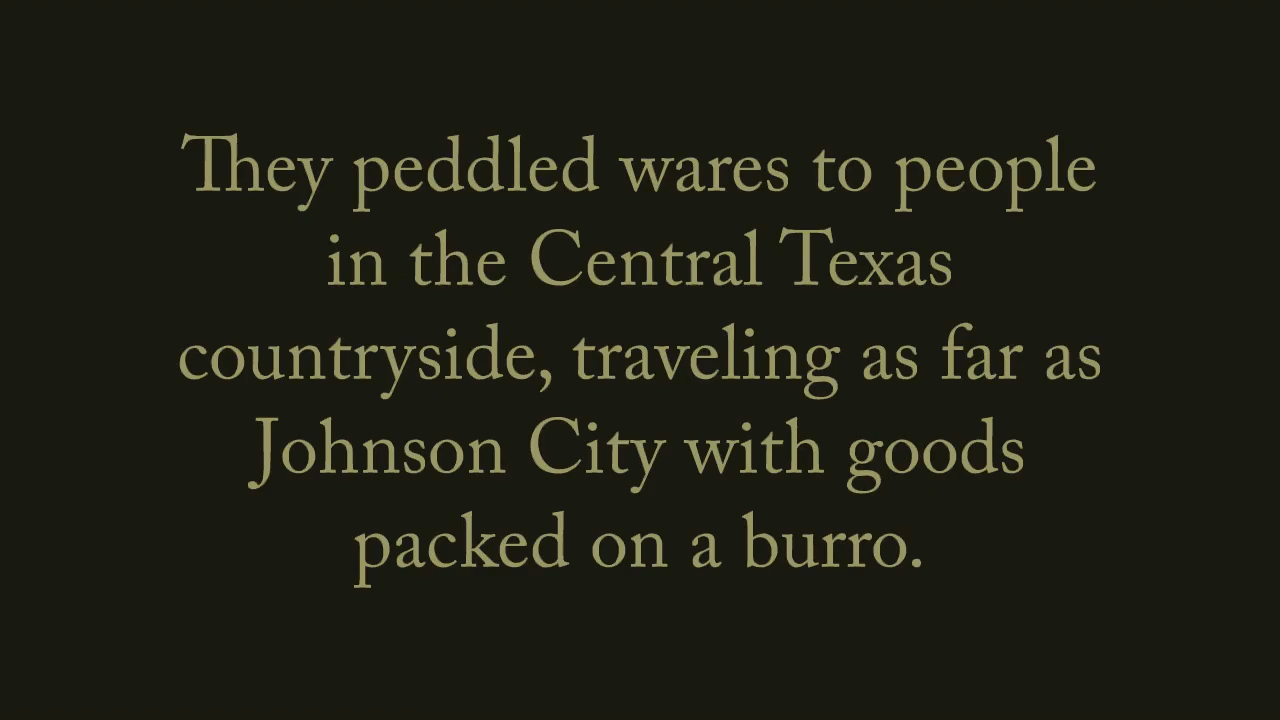 They peddled wares to people
in the Central Texas
countryside, traveling as far as
Johnson City with goods
packed on a burro.